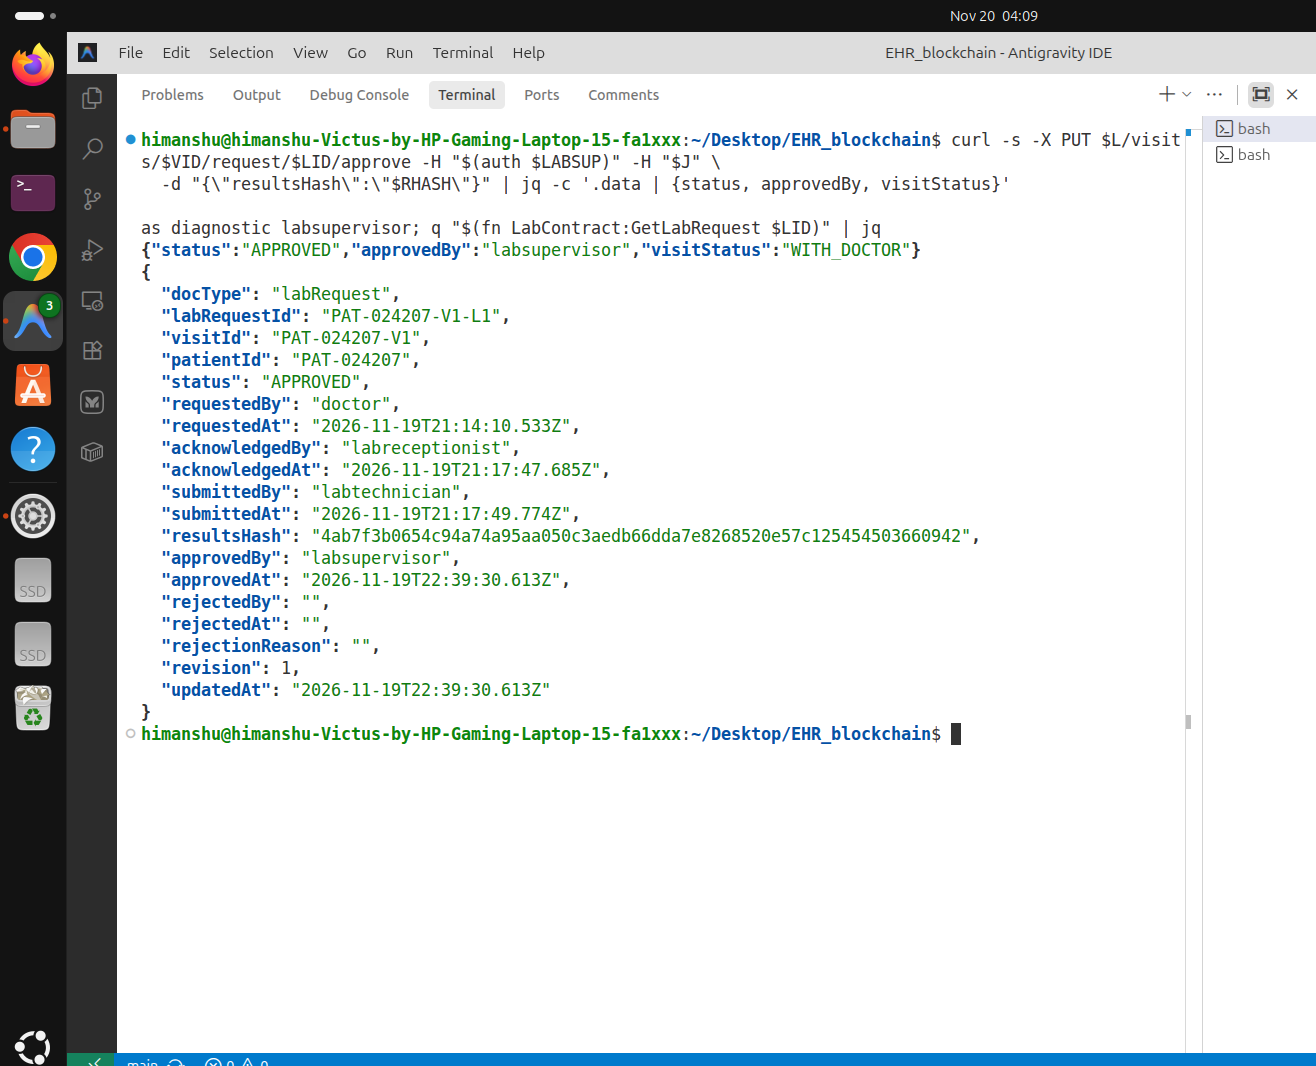 Nov 20 04:09
File Edit Selection View Go Run Terminal Help
EHR_blockchain - Antigravity IDE
3
Problems Output Debug Console Terminal Ports Comments
bash
bash
himanshu@himanshu-Victus-by-HP-Gaming-Laptop-15-fa1xxx:~/Desktop/EHR_blockchain$ curl -s -X PUT $L/visit
s/$VID/request/$LID/approve -H "$(auth $LABSUP)" -H "$J" \
-d "{\"resultsHash\":\"$RHASH\"}" | jq -c '.data | {status, approvedBy, visitStatus}'
as diagnostic labsupervisor; q "$(fn LabContract:GetLabRequest $LID)" | jq
{"status":"APPROVED","approvedBy":"labsupervisor","visitStatus":"WITH_DOCTOR"}
{
"docType": "labRequest",
"labRequestId": "PAT-024207-V1-L1",
"visitId": "PAT-024207-V1",
"patientId": "PAT-024207",
"status": "APPROVED",
"requestedBy": "doctor",
"requestedAt": "2026-11-19T21:14:10.533Z",
"acknowledgedBy": "labreceptionist",
"acknowledgedAt": "2026-11-19T21:17:47.685Z",
"submittedBy": "labtechnician",
"submittedAt": "2026-11-19T21:17:49.774Z",
"resultsHash": "4ab7f3b0654c94a74a95aa050c3aedb66dda7e8268520e57c125454503660942",
"approvedBy": "labsupervisor",
"approvedAt": "2026-11-19T22:39:30.613Z",
"rejectedBy": "",
"rejectedAt": "",
"rejectionReason": "",
"revision": 1,
"updatedAt": "2026-11-19T22:39:30.613Z"
}
himanshu@himanshu-Victus-by-HP-Gaming-Laptop-15-fa1xxx:~/Desktop/EHR_blockchain$
SSD
SSD
main 0 0